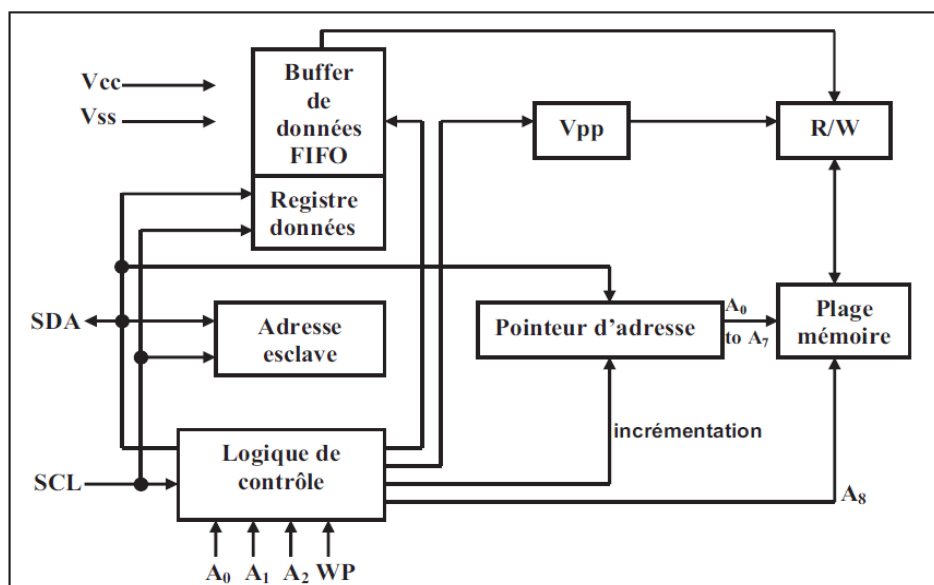 Vcc
Vss
Buffer
de
données
FIFO
Registre
données
Vpp
R/W
SDA
Adresse
esclave
Pointeur d’adresse
A₀
to A₇
Plage
mémoire
incrémentation
SCL
Logique de
contrôle
A₈
A₀ A₁ A₂ WP